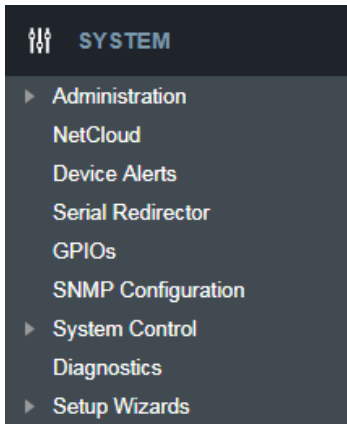 SYSTEM
Administration
NetCloud
Device Alerts
Serial Redirector
GPIOs
SNMP Configuration
System Control
Diagnostics
Setup Wizards